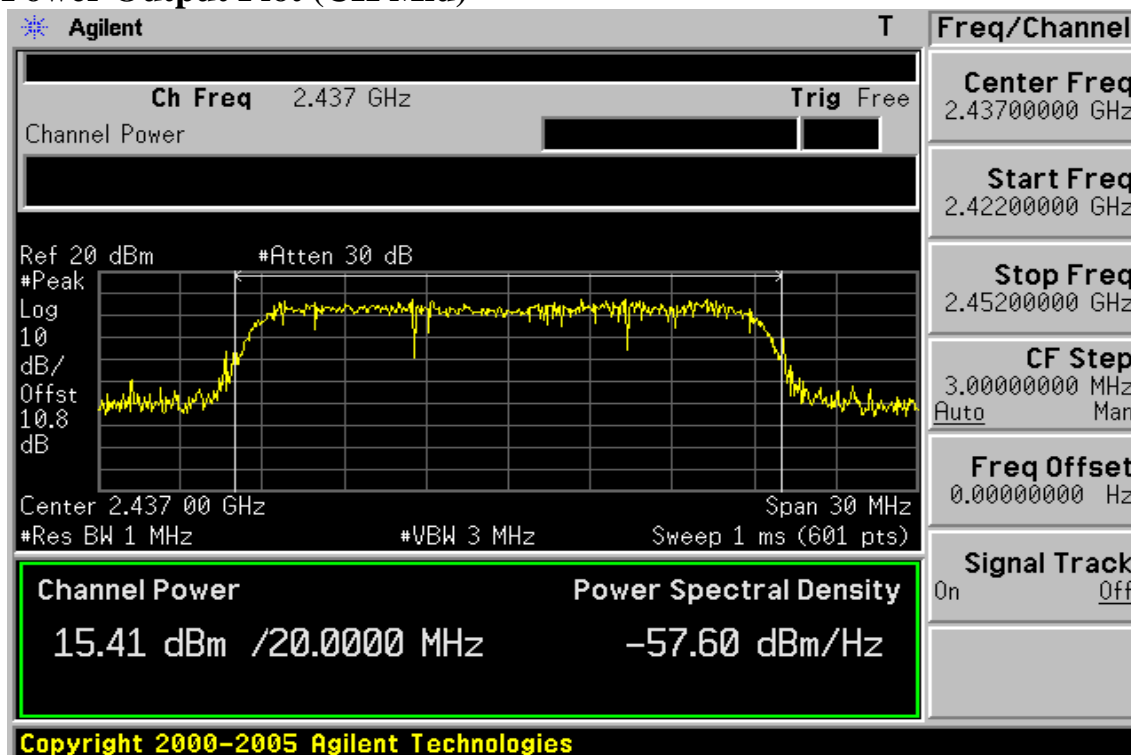 Power Output Plot (CH Mid)
Agilent T Freq/Channel
Ch Freq 2.437 GHz Trig Free
Channel Power
Center Freq
2.43700000 GHz
Start Freq
2.42200000 GHz
Stop Freq
2.45200000 GHz
CF Step
3.00000000 MHz
Auto Man
Freq Offset
0.00000000 Hz
Signal Track
On Off
Ref 20 dBm #Atten 30 dB
#Peak
Log
10
dB/
Offst
10.8
dB
Center 2.437 00 GHz Span 30 MHz
#Res BW 1 MHz #VBW 3 MHz Sweep 1 ms (601 pts)
Channel Power Power Spectral Density
15.41 dBm /20.0000 MHz -57.60 dBm/Hz
Copyright 2000-2005 Agilent Technologies